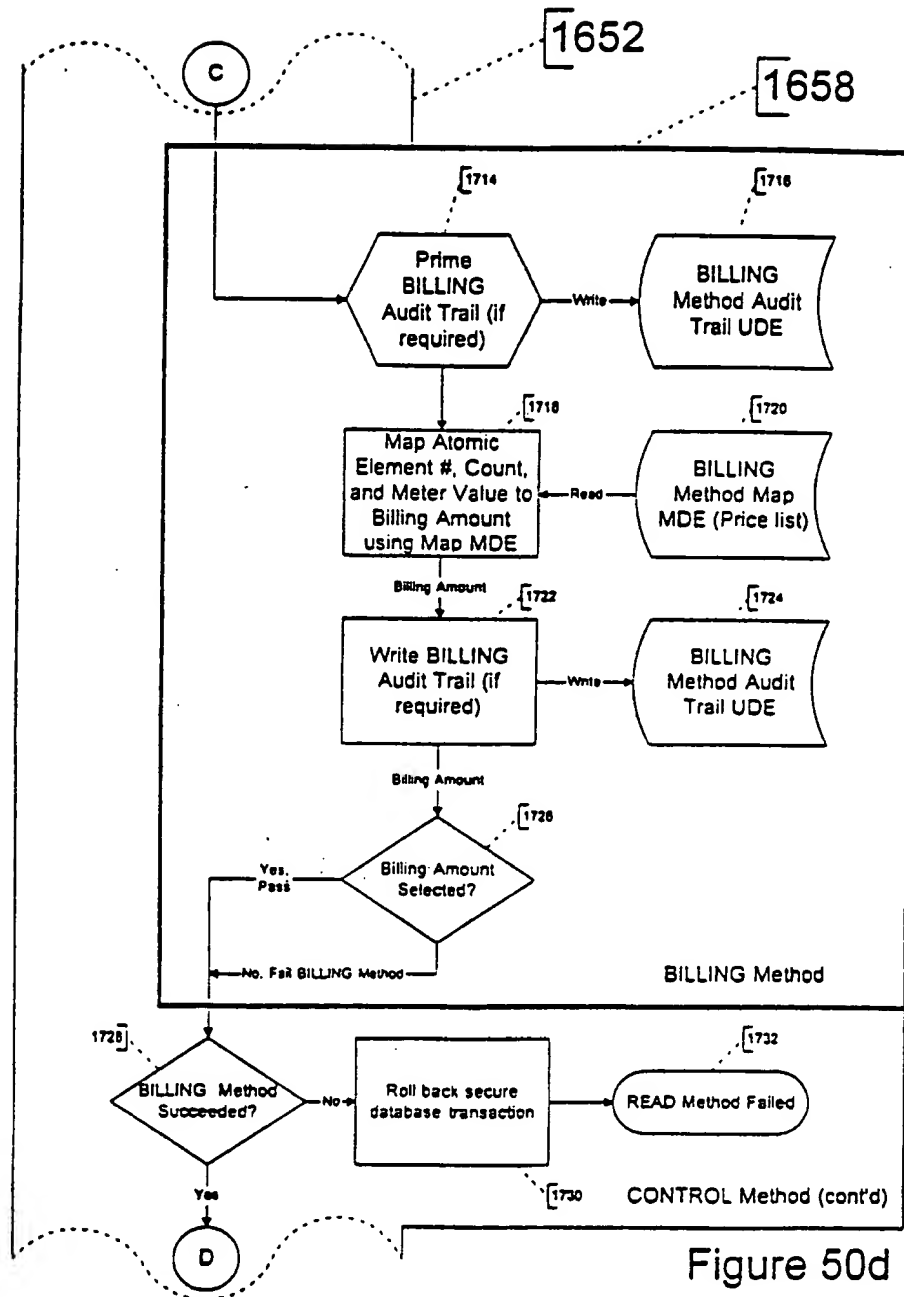 1652
C
1658
1714
1716
Prime
BILLING
Audit Trail (if
required)
Write
BILLING
Method Audit
Trail UDE
1718
1720
Map Atomic
Element #, Count,
and Meter Value to
Billing Amount
using Map MDE
Read
BILLING
Method Map
MDE (Price list)
Billing Amount
1722
1724
Write BILLING
Audit Trail (if
required)
Write
BILLING
Method Audit
Trail UDE
Billing Amount
1726
Billing Amount
Selected?
Yes,
Pass
No, Fail BILLING Method
BILLING Method
1728
1732
BILLING Method
Succeeded?
No
Roll back secure
database transaction
READ Method Failed
Yes
1730
CONTROL Method (cont'd)
D
Figure 50d